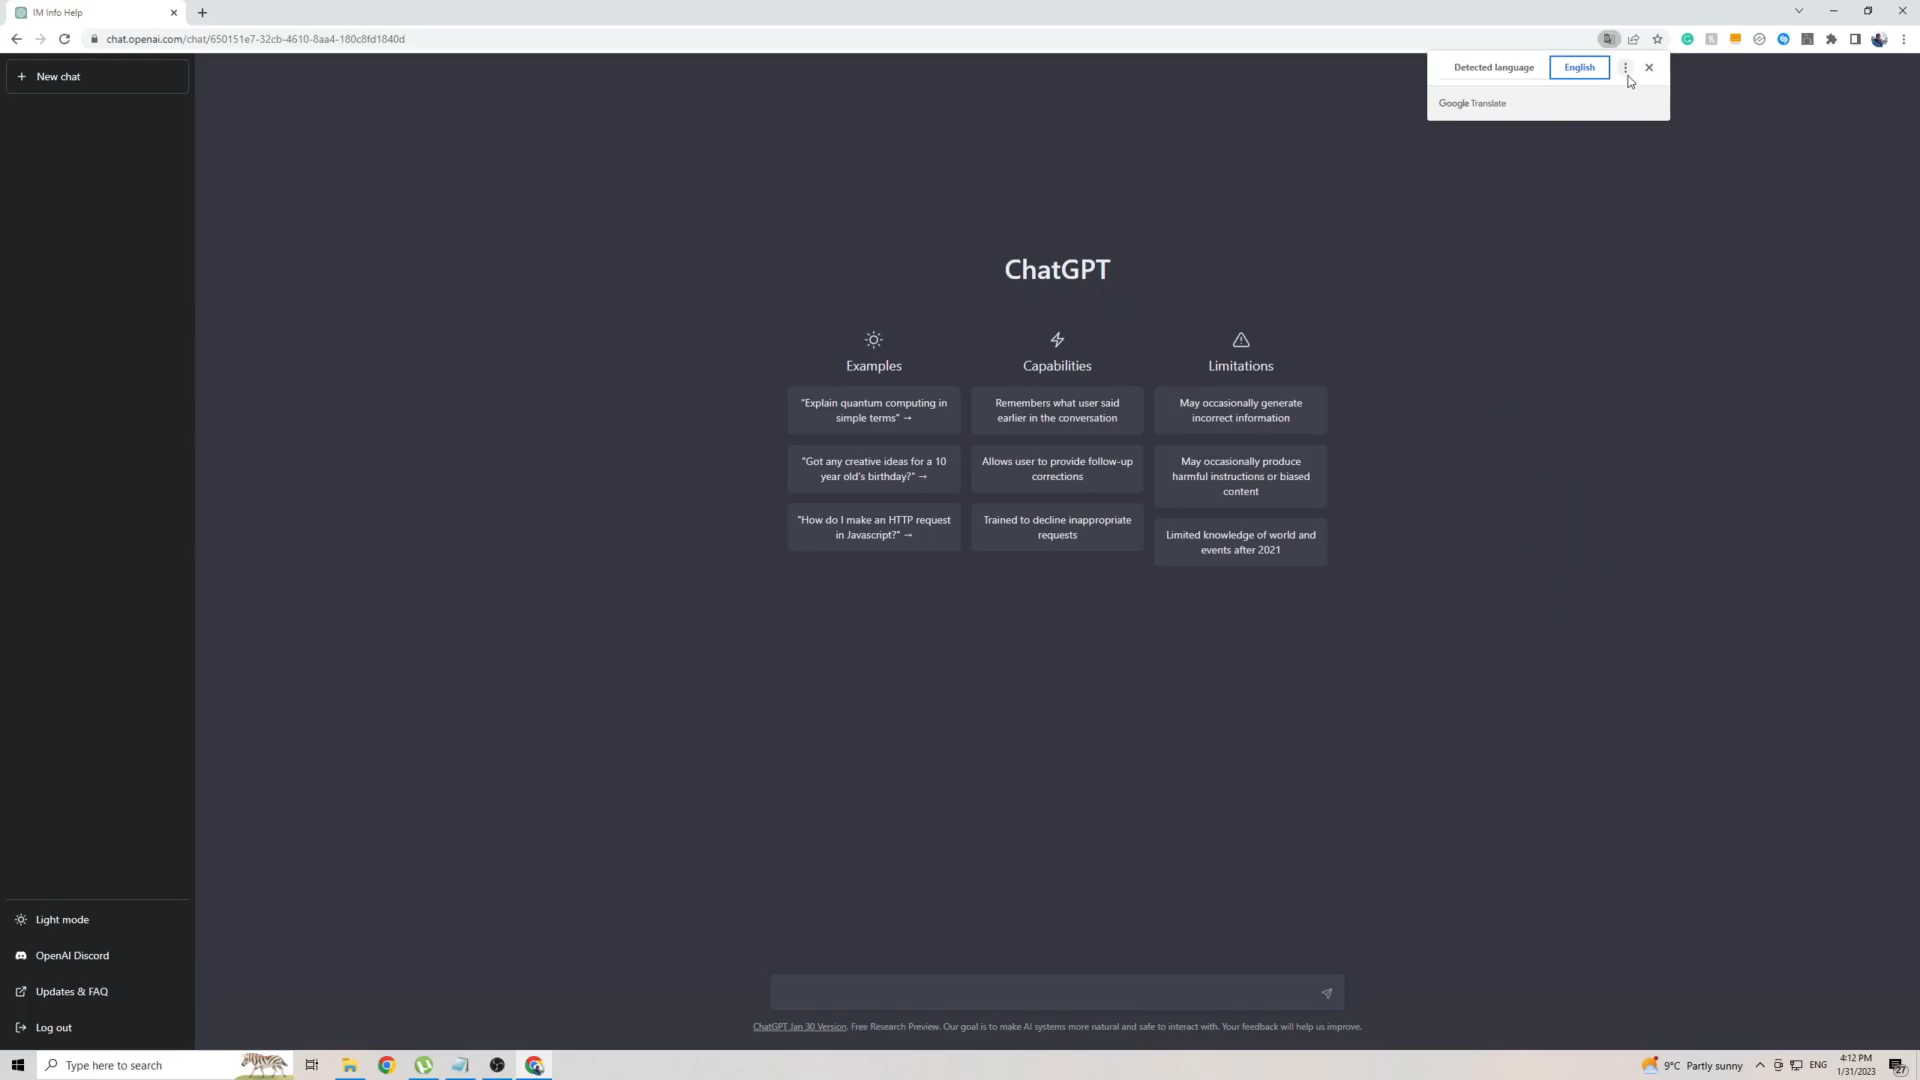 IM Info Help
chat.openai.com/chat/650151e7-32cb-4610-8aa4-180c8fd1840d
New chat
Detected language
English
Google Translate
ChatGPT
Examples
"Explain quantum computing in
simple terms" →
"Got any creative ideas for a 10
year old's birthday?" →
"How do I make an HTTP request
in Javascript?" →
Capabilities
Remembers what user said
earlier in the conversation
Allows user to provide follow-up
corrections
Trained to decline inappropriate
requests
Limitations
May occasionally generate
incorrect information
May occasionally produce
harmful instructions or biased
content
Limited knowledge of world and
events after 2021
Light mode
OpenAI Discord
Updates & FAQ
Log out
ChatGPT Jan 30 Version. Free Research Preview. Our goal is to make AI systems more natural and safe to interact with. Your feedback will help us improve.
Type here to search
9°C Partly sunny
ENG
4:12 PM
1/31/2023
27